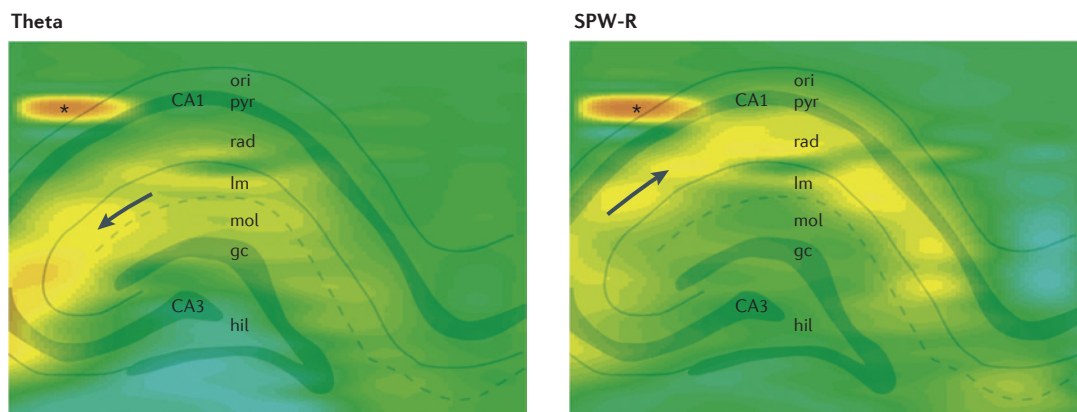 Theta
*
ori
CA1 pyr
rad
lm
mol
gc
CA3
hil
SPW-R
*
ori
CA1 pyr
rad
lm
mol
gc
CA3
hil